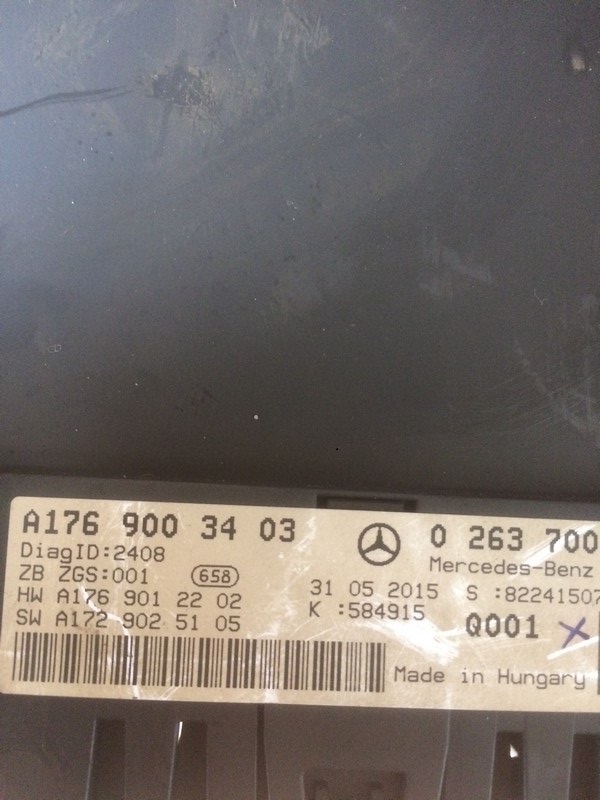 A176 900 34 03
DiagID:2408
ZB ZGS:001 658
HW A176 901 22 02
SW A172 902 51 05
0 263 700
Mercedes-Benz
31 05 2015 S :82241507
K :584915
Q001 X
Made in Hungary